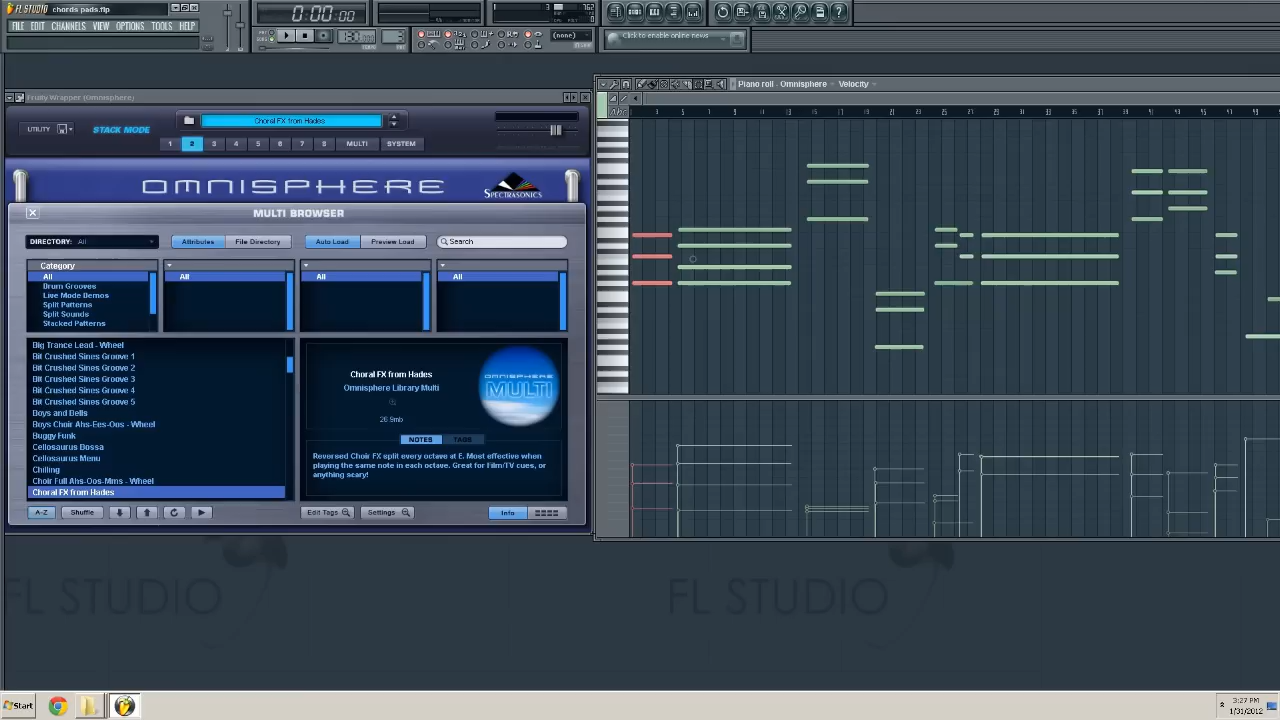 FL STUDIO chords pads.flp
FILE EDIT CHANNELS VIEW OPTIONS TOOLS HELP
0:00:00
3 762
(none)
Click to enable online news
Piano roll - Omnisphere Velocity
Fruity Wrapper (Omnisphere)
UTILITY
STACK MODE
Choral FX from Hades
1 2 3 4 5 6 7 8 MULTI SYSTEM
OMNISPHERE
SPECTRASONICS
MULTI BROWSER
DIRECTORY: All
Attributes File Directory
Auto Load Preview Load
Search
Category
All All All All
Drum Grooves
Live Mode Demos
Split Patterns
Split Sounds
Stacked Patterns
Big Trance Lead - Wheel
Bit Crushed Sines Groove 1
Bit Crushed Sines Groove 2
Bit Crushed Sines Groove 3
Bit Crushed Sines Groove 4
Bit Crushed Sines Groove 5
Boys and Bells
Boys Choir Ahs-Ees-Oos - Wheel
Buggy Funk
Cellosaurus Bossa
Cellosaurus Menu
Chilling
Choir Full Ahs-Oos-Mms - Wheel
Choral FX from Hades
Choral FX from Hades
Omnisphere Library Multi
26.9mb
OMNISPHERE
MULTI
NOTES TAGS
Reversed Choir FX split every octave at E. Most effective when
playing the same note in each octave. Great for Film/TV cues, or
anything scary!
A-Z Shuffle
Edit Tags Settings
Info
FL STUDIO
FL STUDIO
Start
3:27 PM
1/31/2012